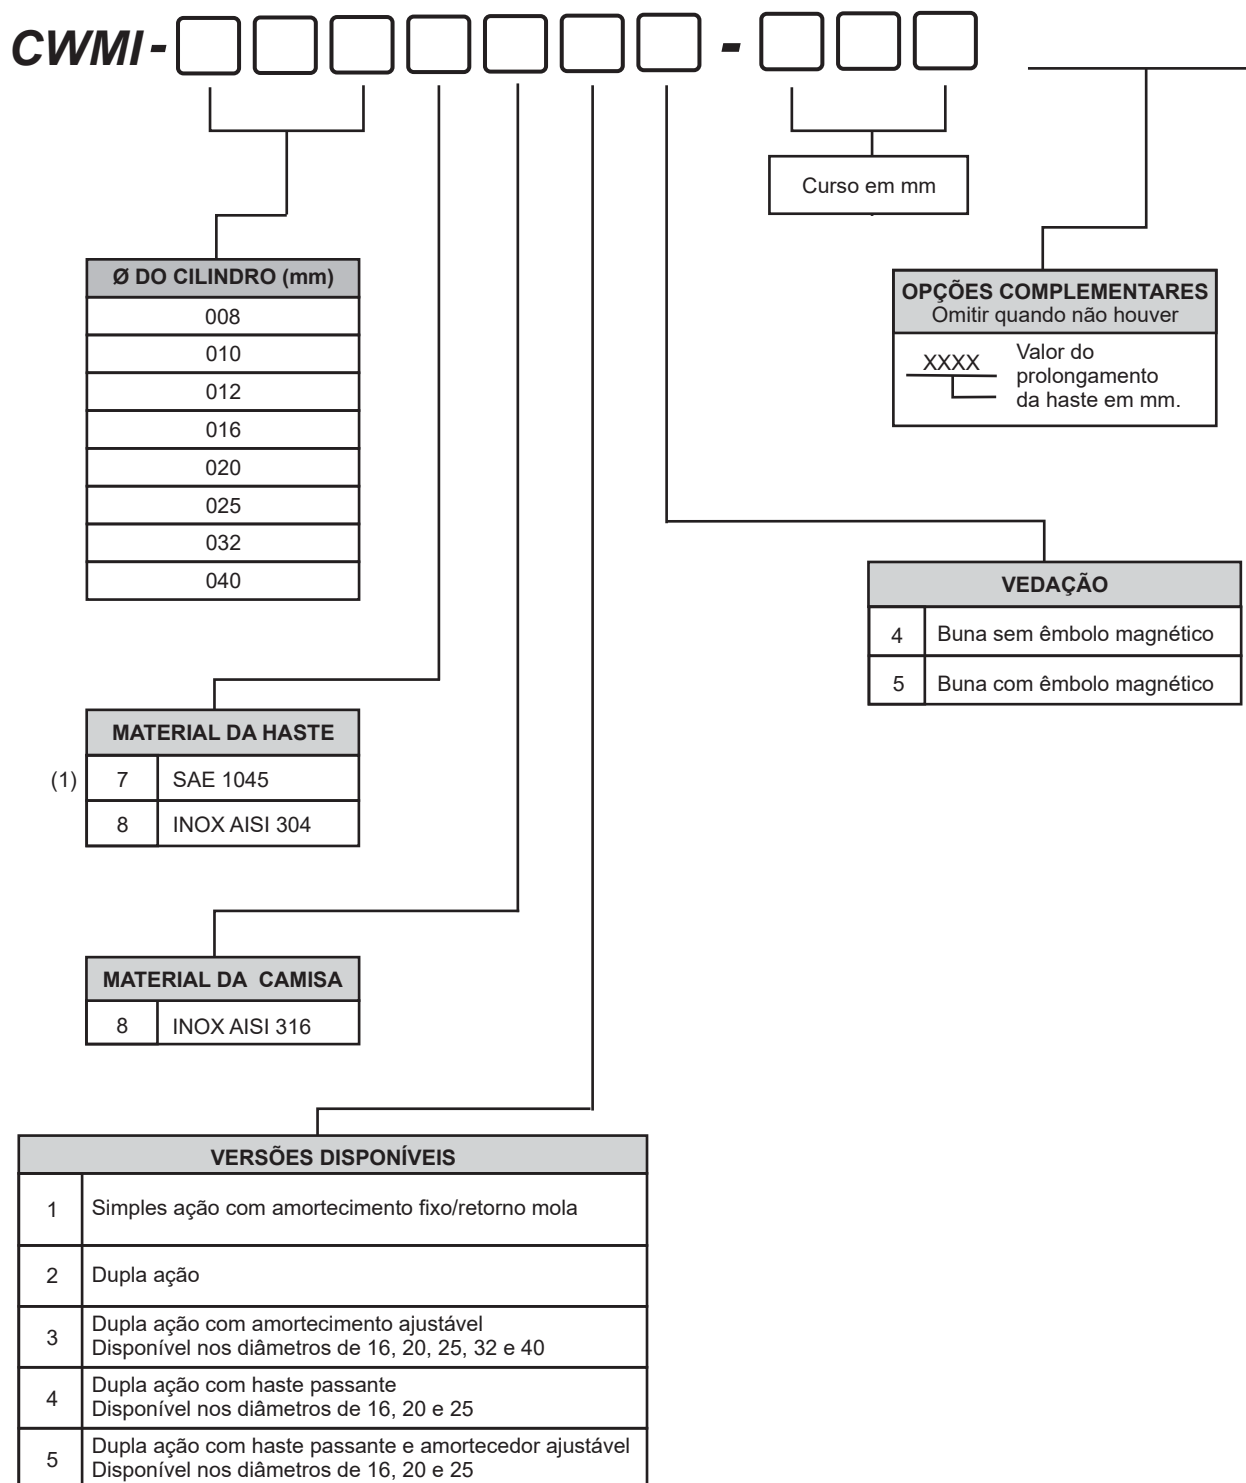 CWMI- -
Curso em mm
Ø DO CILINDRO (mm)
008
010
012
016
020
025
032
040
OPÇÕES COMPLEMENTARES
Omitir quando não houver
XXXX
Valor do
prolongamento
da haste em mm.
VEDAÇÃO
4 Buna sem êmbolo magnético
5 Buna com êmbolo magnético
MATERIAL DA HASTE
(1) 7 SAE 1045
8 INOX AISI 304
MATERIAL DA CAMISA
8 INOX AISI 316
VERSÕES DISPONÍVEIS
1 Simples ação com amortecimento fixo/retorno mola
2 Dupla ação
3 Dupla ação com amortecimento ajustável
Disponível nos diâmetros de 16, 20, 25, 32 e 40
4 Dupla ação com haste passante
Disponível nos diâmetros de 16, 20 e 25
5 Dupla ação com haste passante e amortecedor ajustável
Disponível nos diâmetros de 16, 20 e 25